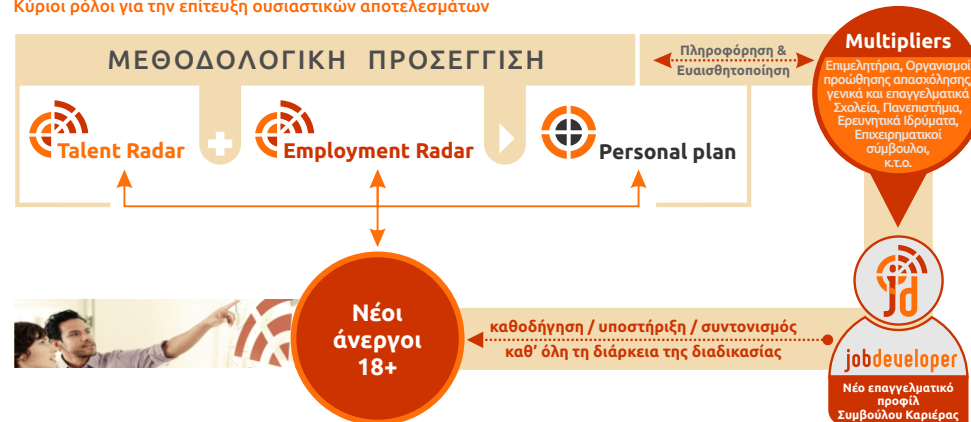 Κύριοι ρόλοι για την επίτευξη ουσιαστικών αποτελεσμάτων
ΜΕΘΟΔΟΛΟΓΙΚΗ ΠΡΟΣΕΓΓΙΣΗ
Πληροφόρηση &
Ευαισθητοποίηση
Multipliers
Επιμελητήρια, Οργανισμοί
προώθησης απασχόλησης,
γενικά και επαγγελματικά
Σχολεία, Πανεπιστήμια,
Ερευνητικά Ιδρύματα,
Επιχειρηματικοί
σύμβουλοι,
κ.τ.ο.
Talent Radar
Employment Radar
Personal plan
Νέοι
άνεργοι
18+
καθοδήγηση / υποστήριξη / συντονισμός
καθ’ όλη τη διάρκεια της διαδικασίας
jd
jobdeveloper
Νέο επαγγελματικό
προφίλ
Συμβούλου Καριέρας